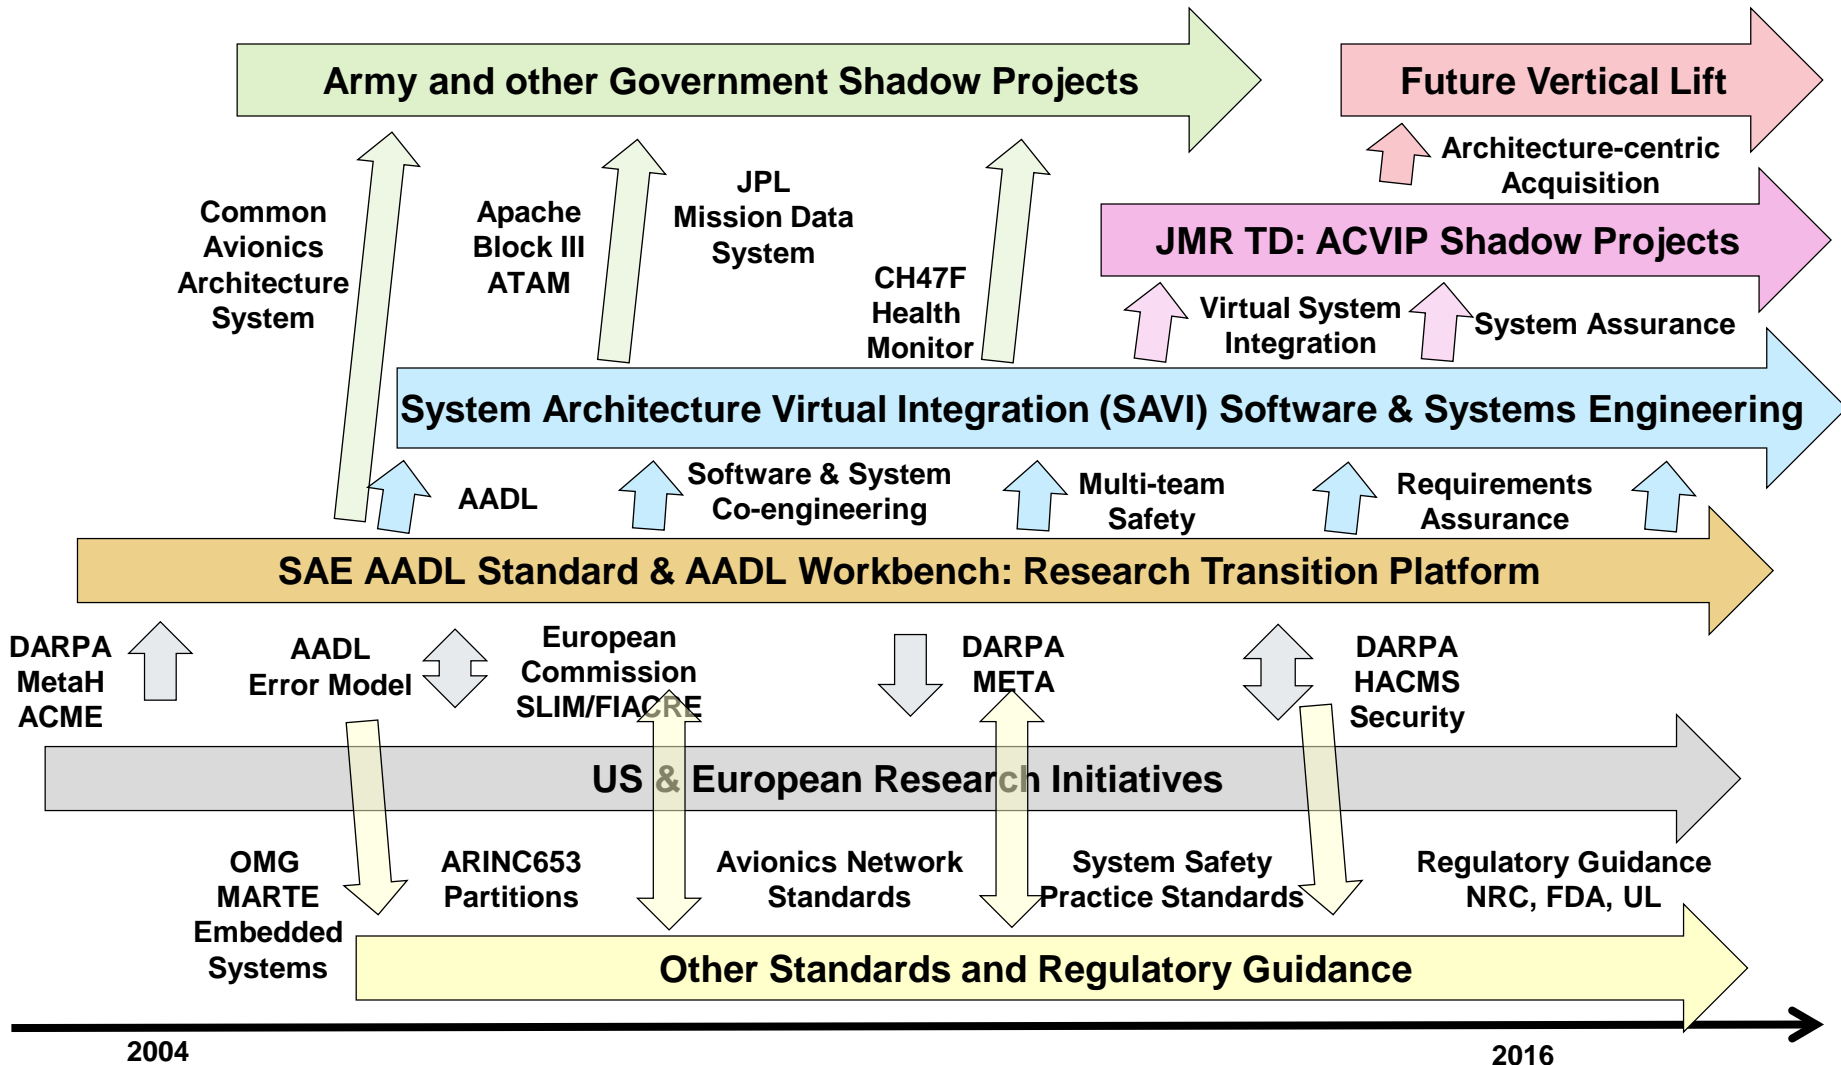 Army and other Government Shadow Projects
Future Vertical Lift
Architecture-centric
Acquisition
Common
Avionics
Architecture
System
Apache
Block III
ATAM
JPL
Mission Data
System
CH47F
Health
Monitor
JMR TD: ACVIP Shadow Projects
Virtual System
Integration
System Assurance
System Architecture Virtual Integration (SAVI) Software & Systems Engineering
AADL
Software & System
Co-engineering
Multi-team
Safety
Requirements
Assurance
SAE AADL Standard & AADL Workbench: Research Transition Platform
DARPA
MetaH
ACME
AADL
Error Model
European
Commission
SLIM/FIACRE
DARPA
META
DARPA
HACMS
Security
US & European Research Initiatives
OMG
MARTE
Embedded
Systems
ARINC653
Partitions
Avionics Network
Standards
System Safety
Practice Standards
Regulatory Guidance
NRC, FDA, UL
Other Standards and Regulatory Guidance
2004
2016